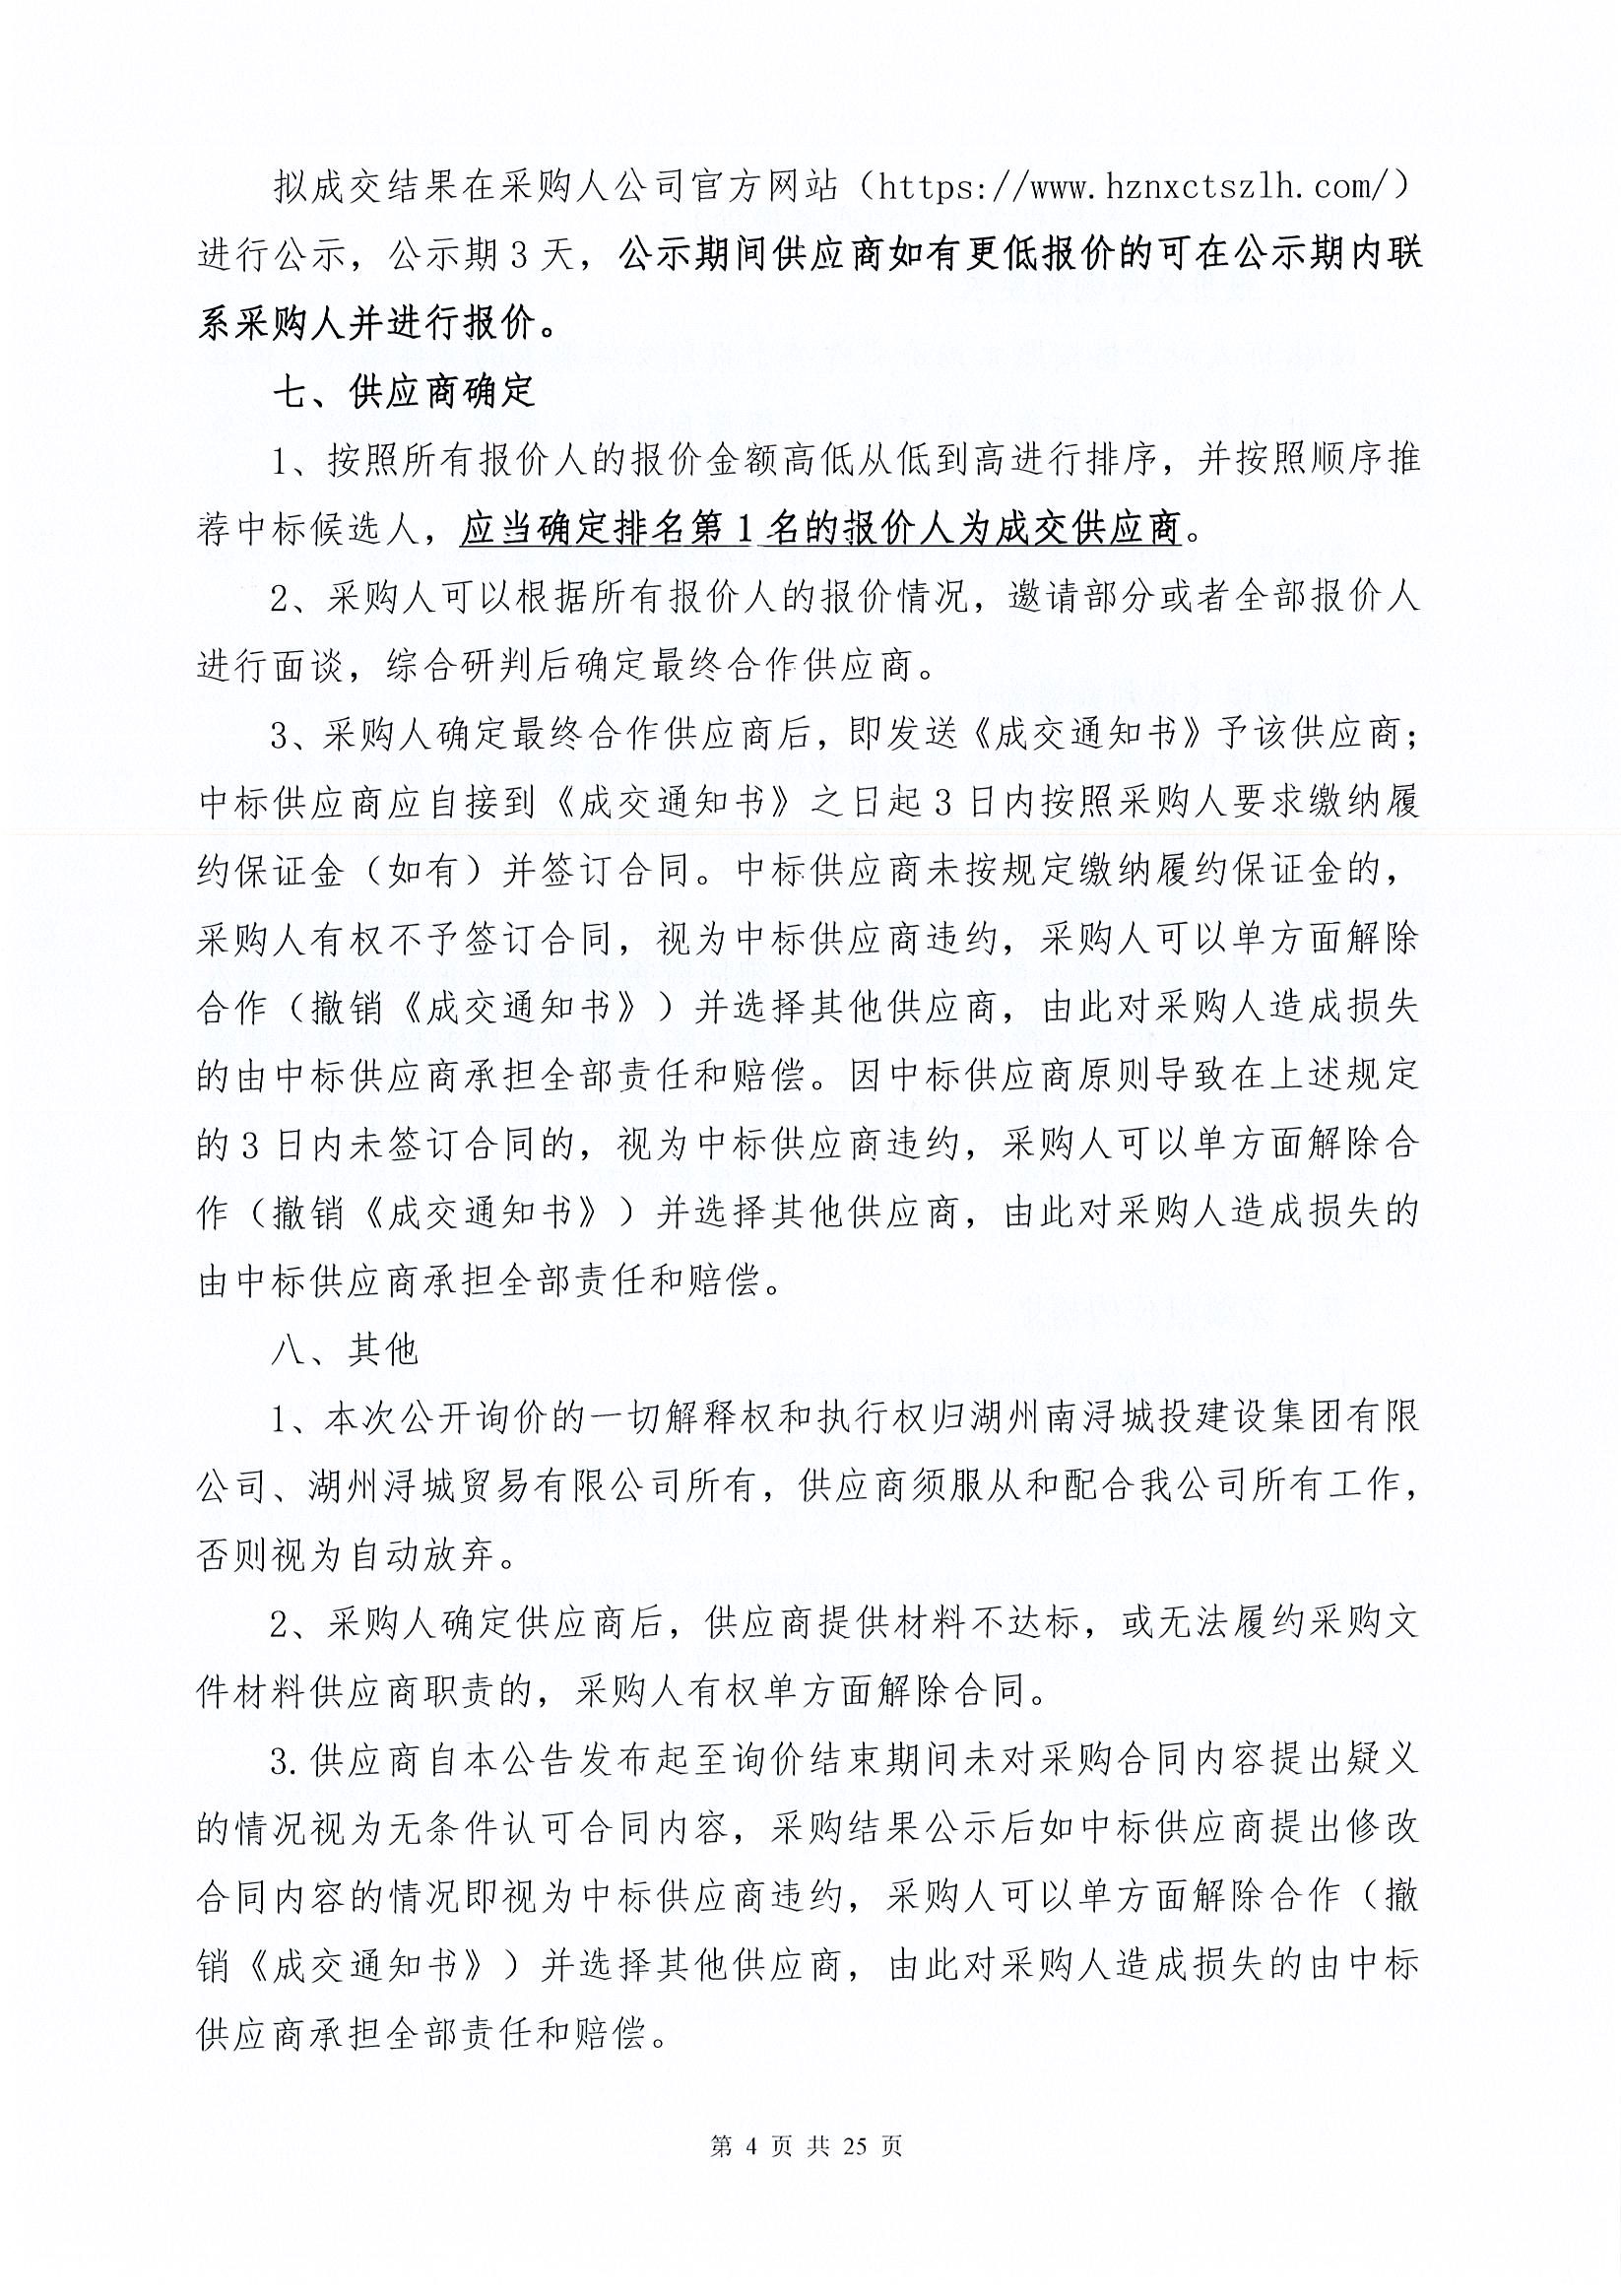 拟成交结果在采购人公司官方网站（https://www.hznxctszlh.com/）
进行公示，公示期3天，公示期间供应商如有更低报价的可在公示期内联
系采购人并进行报价。
七、供应商确定
1、按照所有报价人的报价金额高低从低到高进行排序，并按照顺序推
荐中标候选人，应当确定排名第1名的报价人为成交供应商。
2、采购人可以根据所有报价人的报价情况，邀请部分或者全部报价人
进行面谈，综合研判后确定最终合作供应商。
3、采购人确定最终合作供应商后，即发送《成交通知书》予该供应商；
中标供应商应自接到《成交通知书》之日起3日内按照采购人要求缴纳履
约保证金（如有）并签订合同。中标供应商未按规定缴纳履约保证金的，
采购人有权不予签订合同，视为中标供应商违约，采购人可以单方面解除
合作（撤销《成交通知书》）并选择其他供应商，由此对采购人造成损失
的由中标供应商承担全部责任和赔偿。因中标供应商原则导致在上述规定
的3日内未签订合同的，视为中标供应商违约，采购人可以单方面解除合
作（撤销《成交通知书》）并选择其他供应商，由此对采购人造成损失的
由中标供应商承担全部责任和赔偿。
八、其他
1、本次公开询价的一切解释权和执行权归湖州南浔城投建设集团有限
公司、湖州浔城贸易有限公司所有，供应商须服从和配合我公司所有工作，
否则视为自动放弃。
2、采购人确定供应商后，供应商提供材料不达标，或无法履约采购文
件材料供应商职责的，采购人有权单方面解除合同。
3.供应商自本公告发布起至询价结束期间未对采购合同内容提出疑义
的情况视为无条件认可合同内容，采购结果公示后如中标供应商提出修改
合同内容的情况即视为中标供应商违约，采购人可以单方面解除合作（撤
销《成交通知书》）并选择其他供应商，由此对采购人造成损失的由中标
供应商承担全部责任和赔偿。
第 4 页 共 25 页